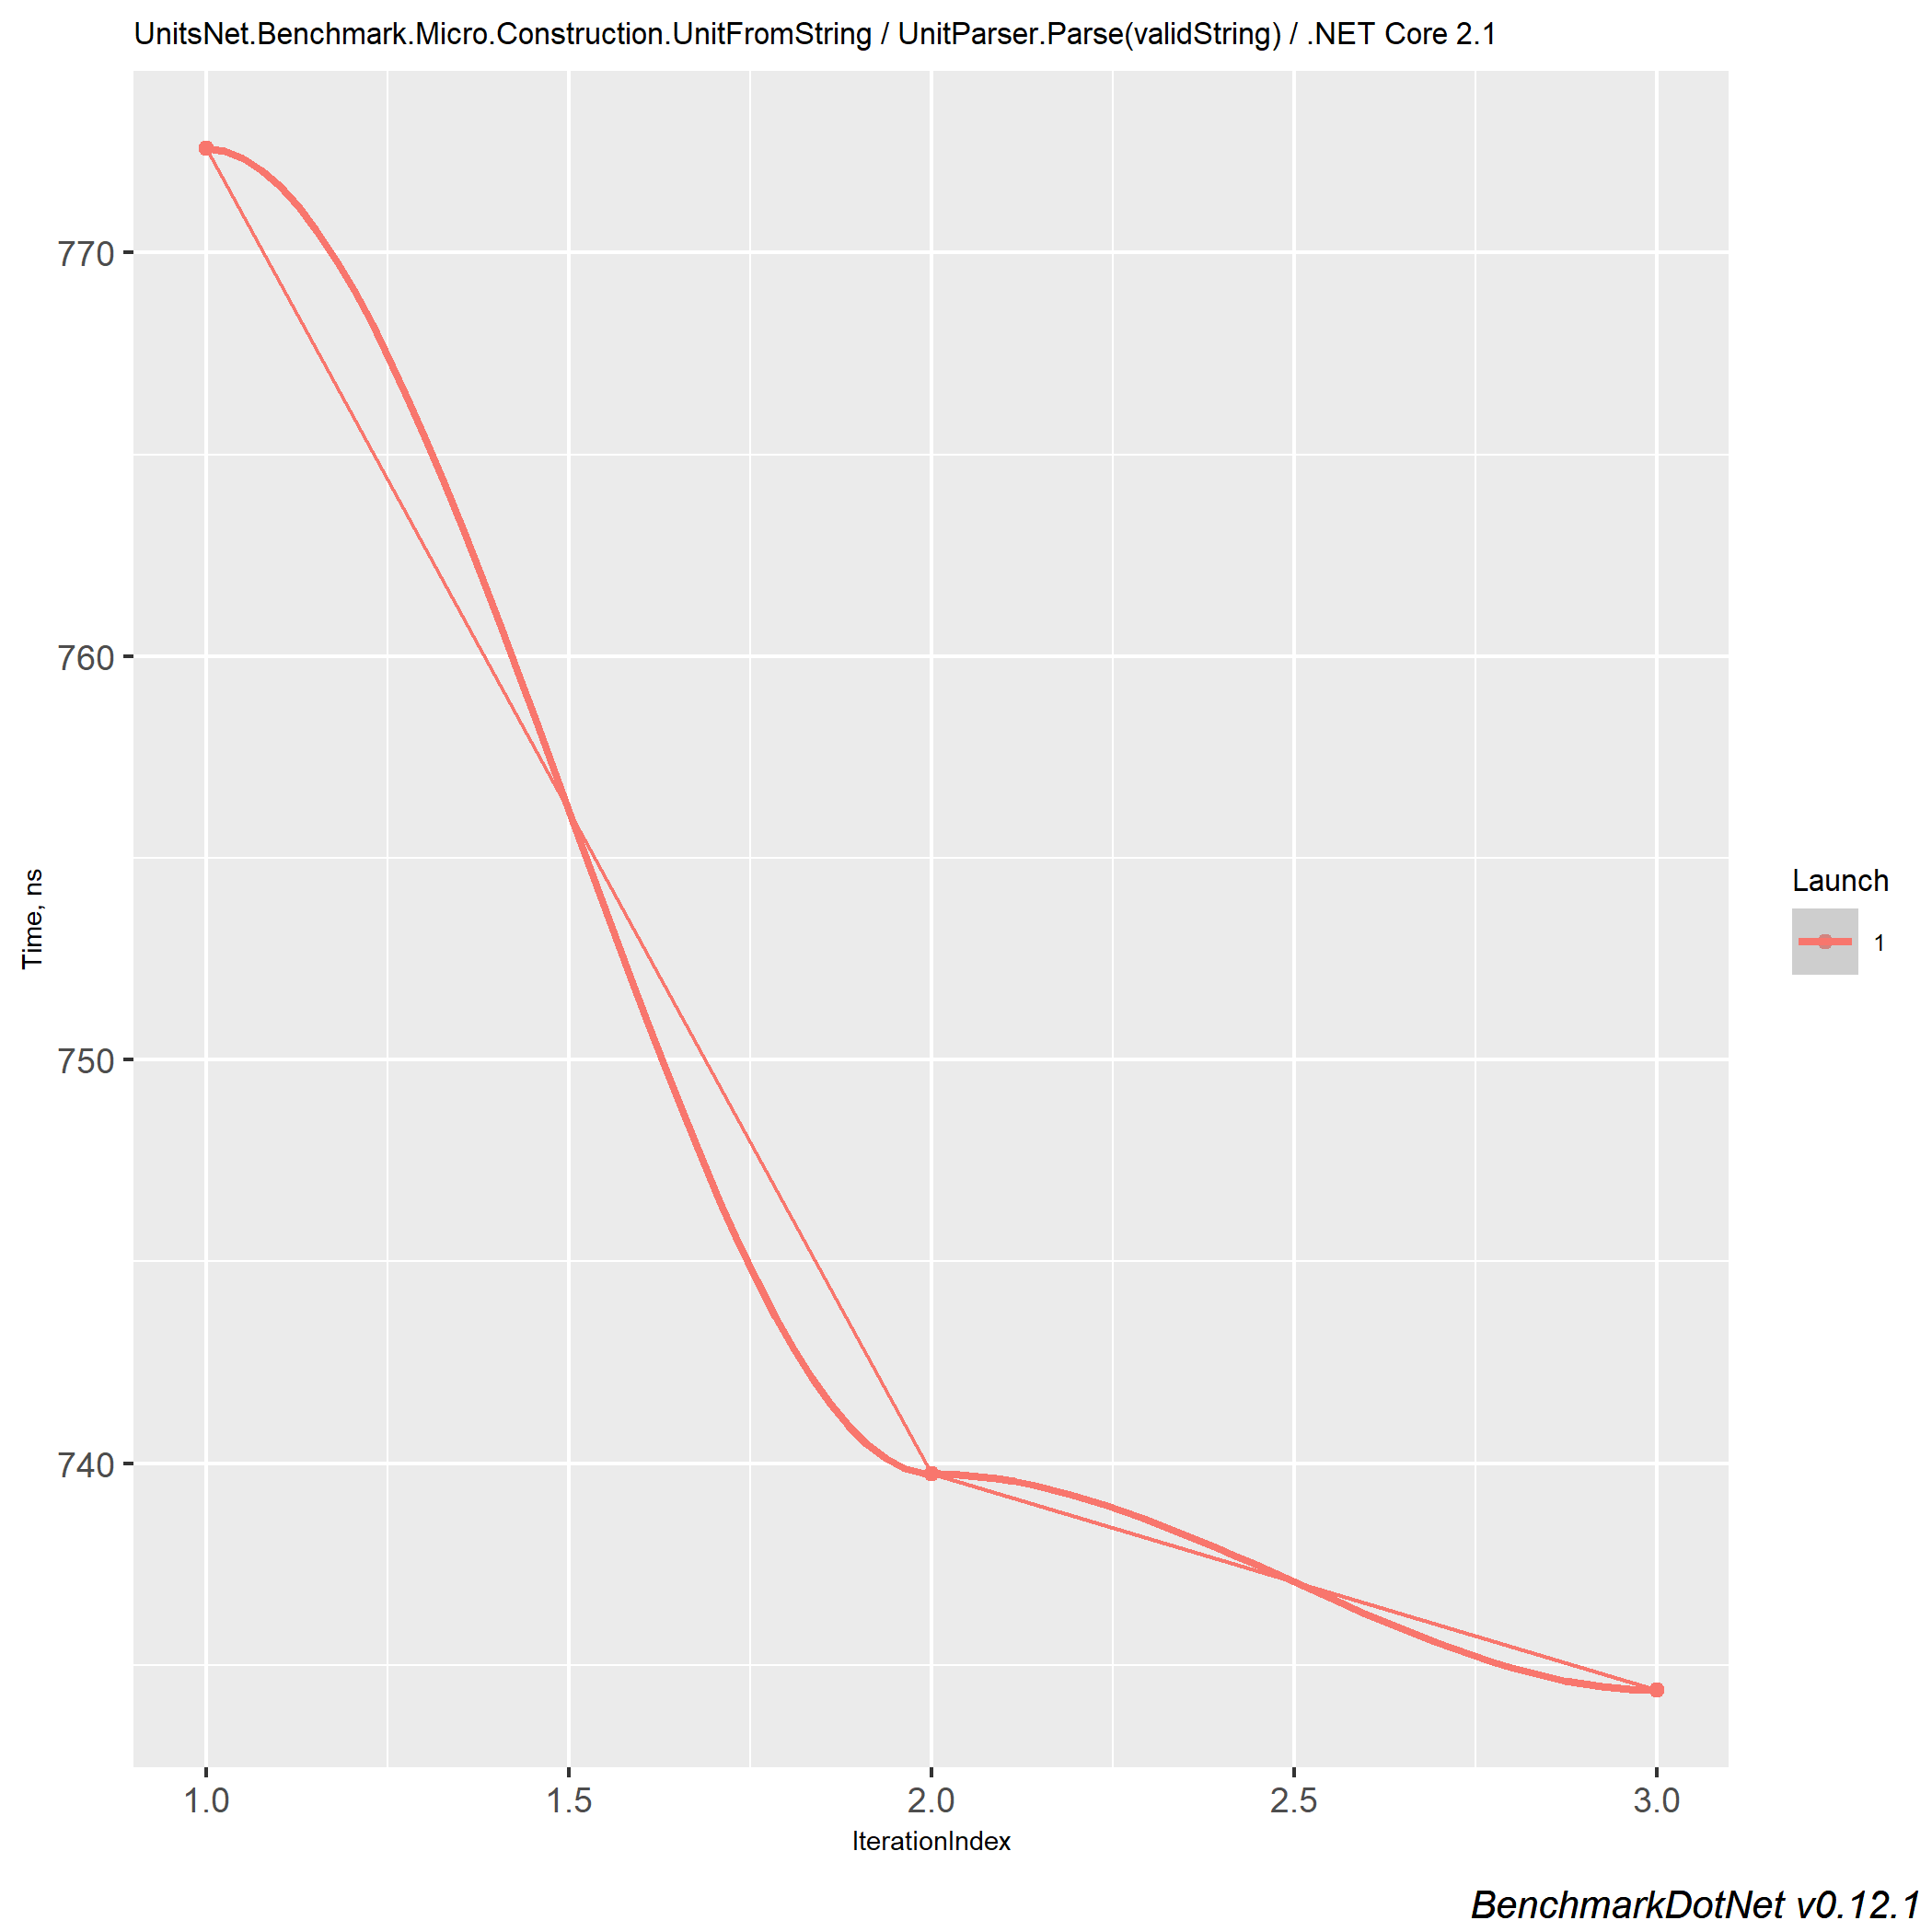 UnitsNet.Benchmark.Micro.Construction.UnitFromString / UnitParser.Parse(validString) / .NET Core 2.1
770
760
750
740
Time, ns
1.0 1.5 2.0 2.5 3.0
IterationIndex
Launch
1
BenchmarkDotNet v0.12.1